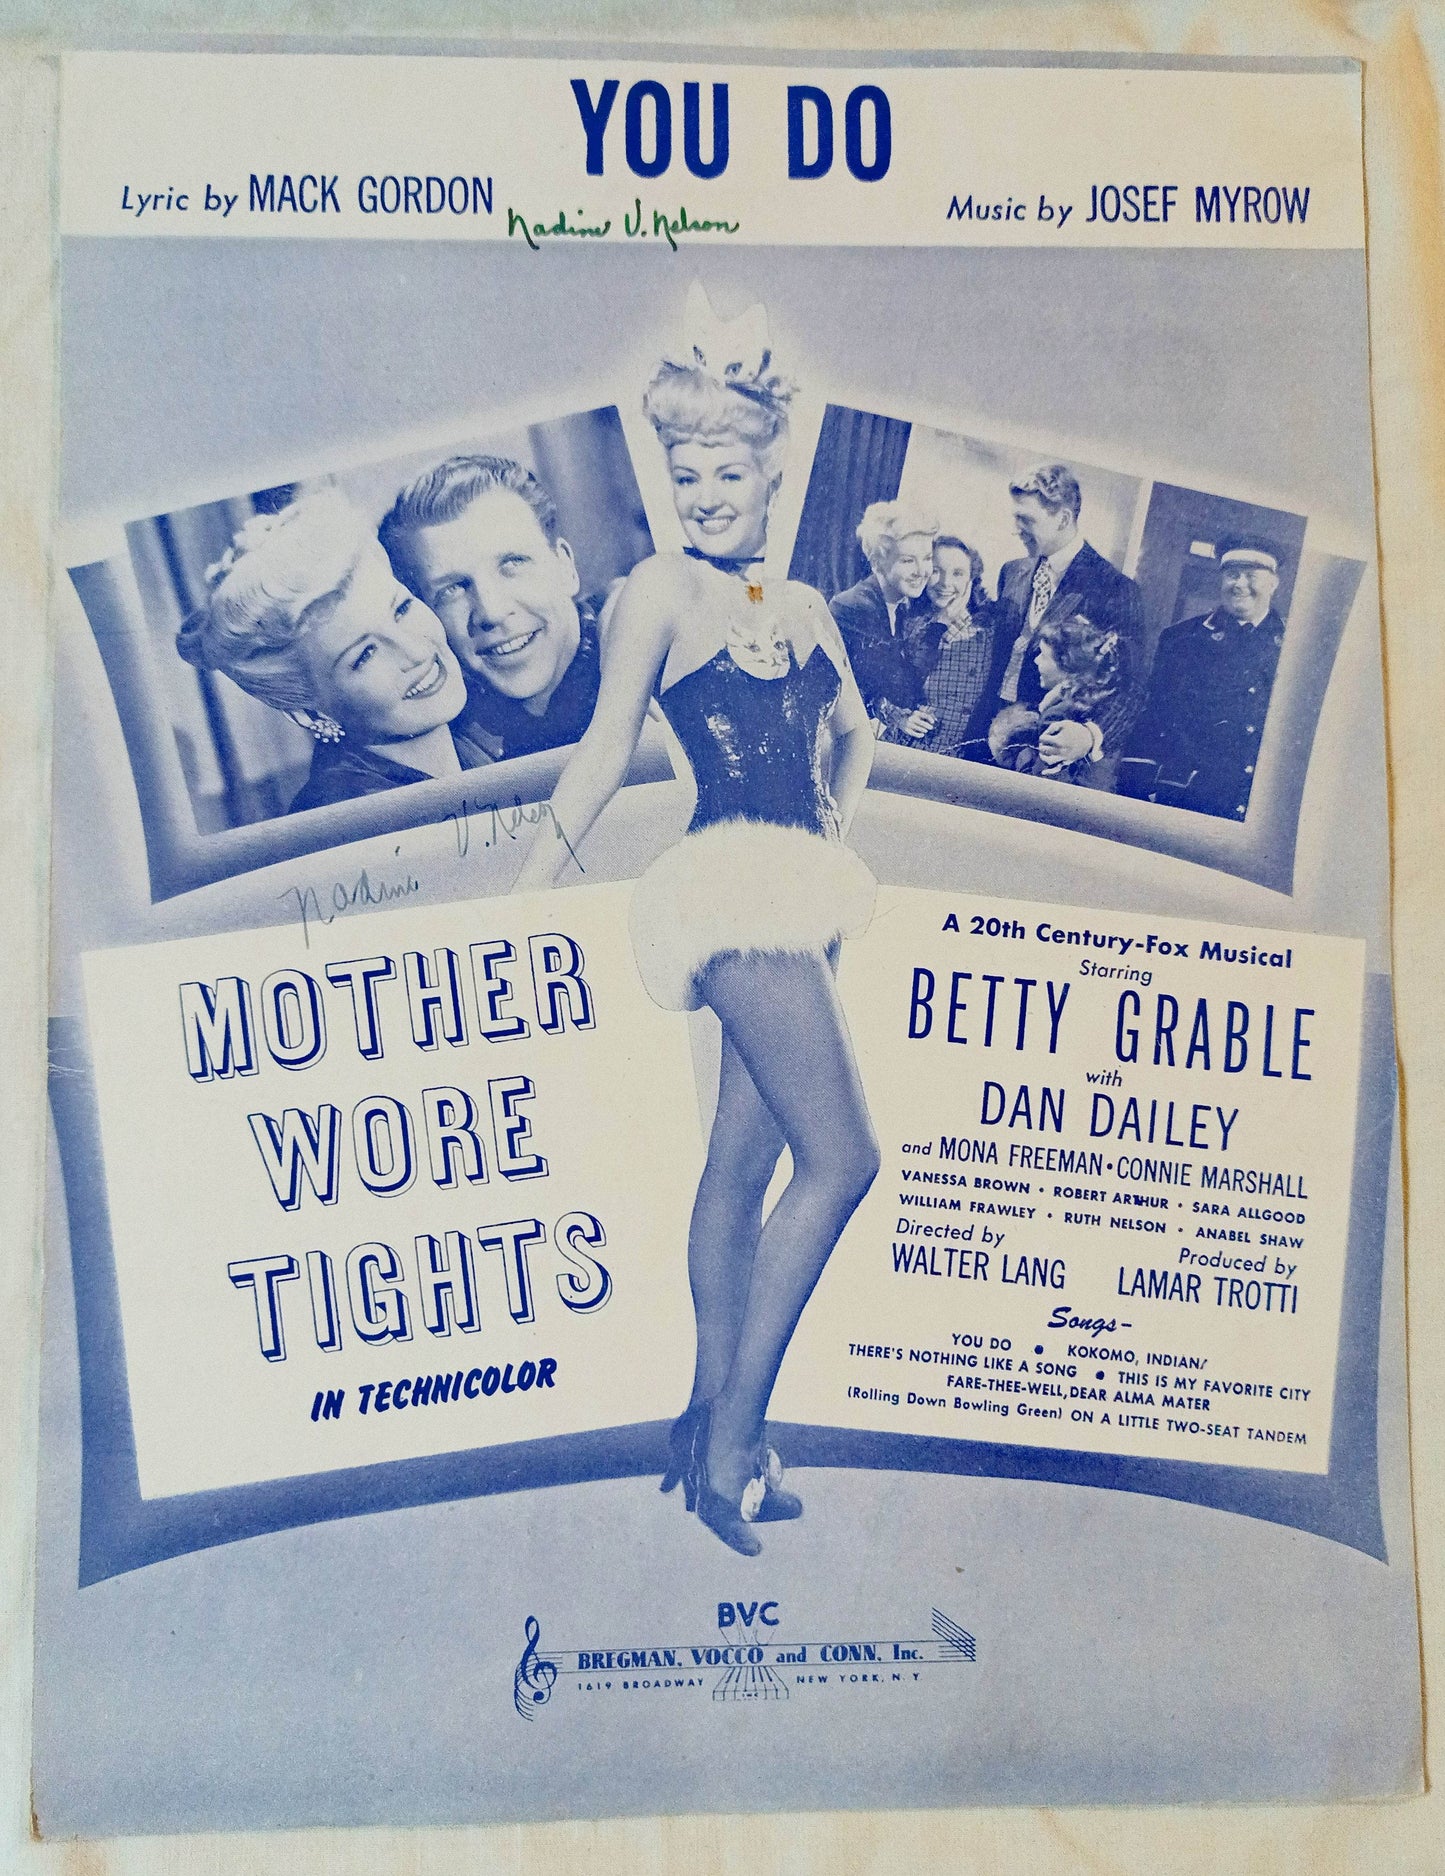 YOU DO
Lyric by MACK GORDON
Music by JOSEF MYROW
Nadine V. Nelson
Nadine V. Nelson
MOTHER
WORE
TIGHTS
IN TECHNICOLOR
A 20th Century-Fox Musical
Starring
BETTY GRABLE
with
DAN DAILEY
and MONA FREEMAN • CONNIE MARSHALL
VANESSA BROWN • ROBERT ARTHUR • SARA ALLGOOD
WILLIAM FRAWLEY • RUTH NELSON • ANABEL SHAW
Directed by
WALTER LANG
Produced by
LAMAR TROTTI
Songs-
YOU DO • KOKOMO, INDIAN/
THERE'S NOTHING LIKE A SONG • THIS IS MY FAVORITE CITY
FARE-THEE-WELL, DEAR ALMA MATER
(Rolling Down Bowling Green) ON A LITTLE TWO-SEAT TANDEM
BVC
BREGMAN, VOCCO and CONN, Inc.
1619 BROADWAY NEW YORK, N. Y.